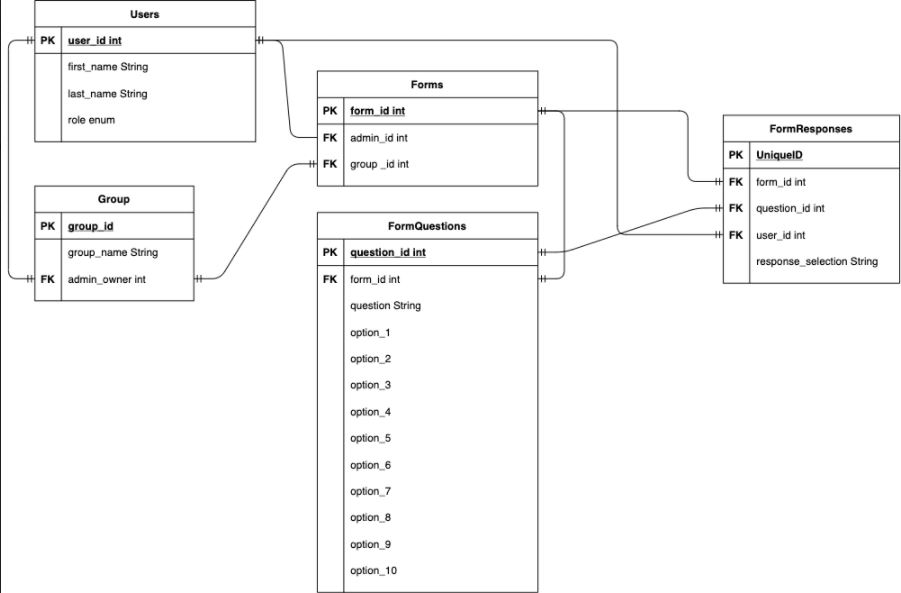 Users
PK user_id int
first_name String
last_name String
role enum
Group
PK group_id
group_name String
FK admin_owner int
Forms
PK form_id int
FK admin_id int
FK group _id int
FormQuestions
PK question_id int
FK form_id int
question String
option_1
option_2
option_3
option_4
option_5
option_6
option_7
option_8
option_9
option_10
FormResponses
PK UniqueID
FK form_id int
FK question_id int
FK user_id int
response_selection String